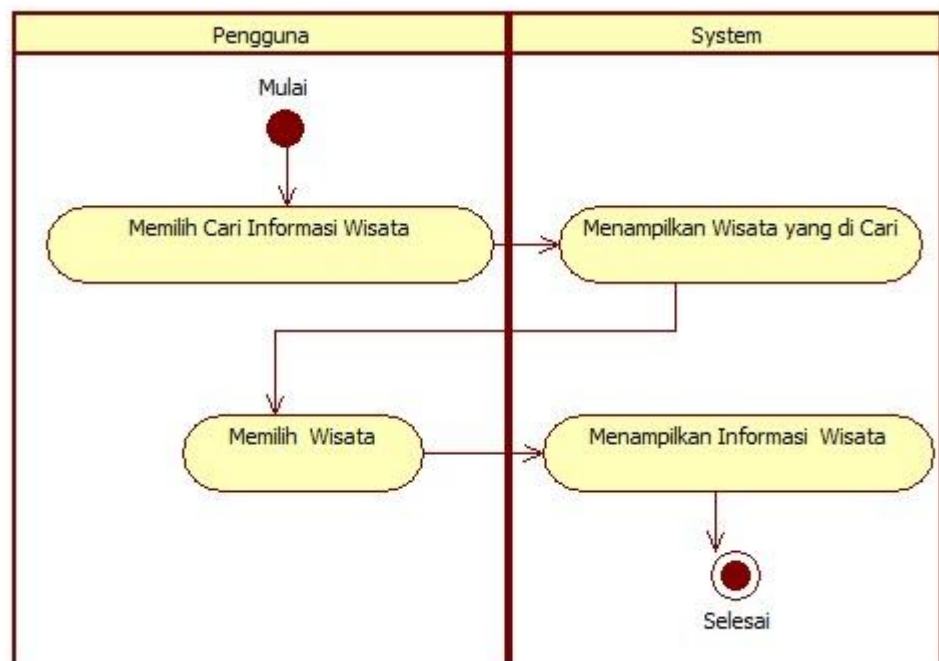 Pengguna
System
Mulai
Memilih Cari Informasi Wisata
Menampilkan Wisata yang di Cari
Memilih Wisata
Menampilkan Informasi Wisata
Selesai